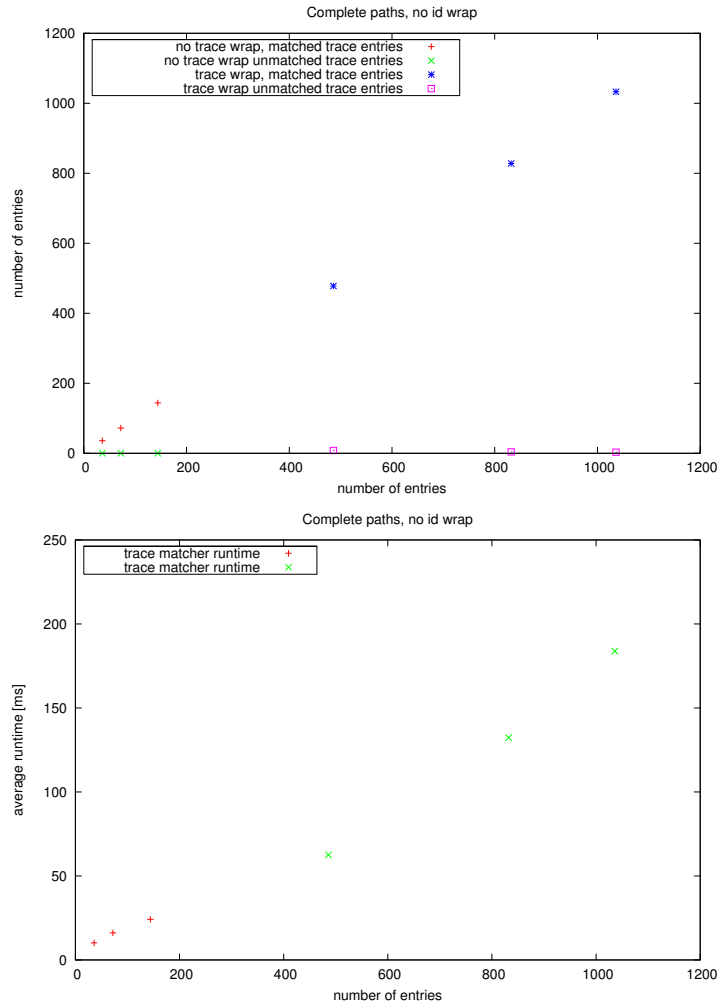 Complete paths, no id wrap
1200
1000
800
600
400
200
0
number of entries
no trace wrap, matched trace entries
no trace wrap unmatched trace entries
trace wrap, matched trace entries
trace wrap unmatched trace entries
0 200 400 600 800 1000 1200
number of entries
Complete paths, no id wrap
250
200
150
100
50
0
average runtime [ms]
trace matcher runtime
trace matcher runtime
0 200 400 600 800 1000 1200
number of entries